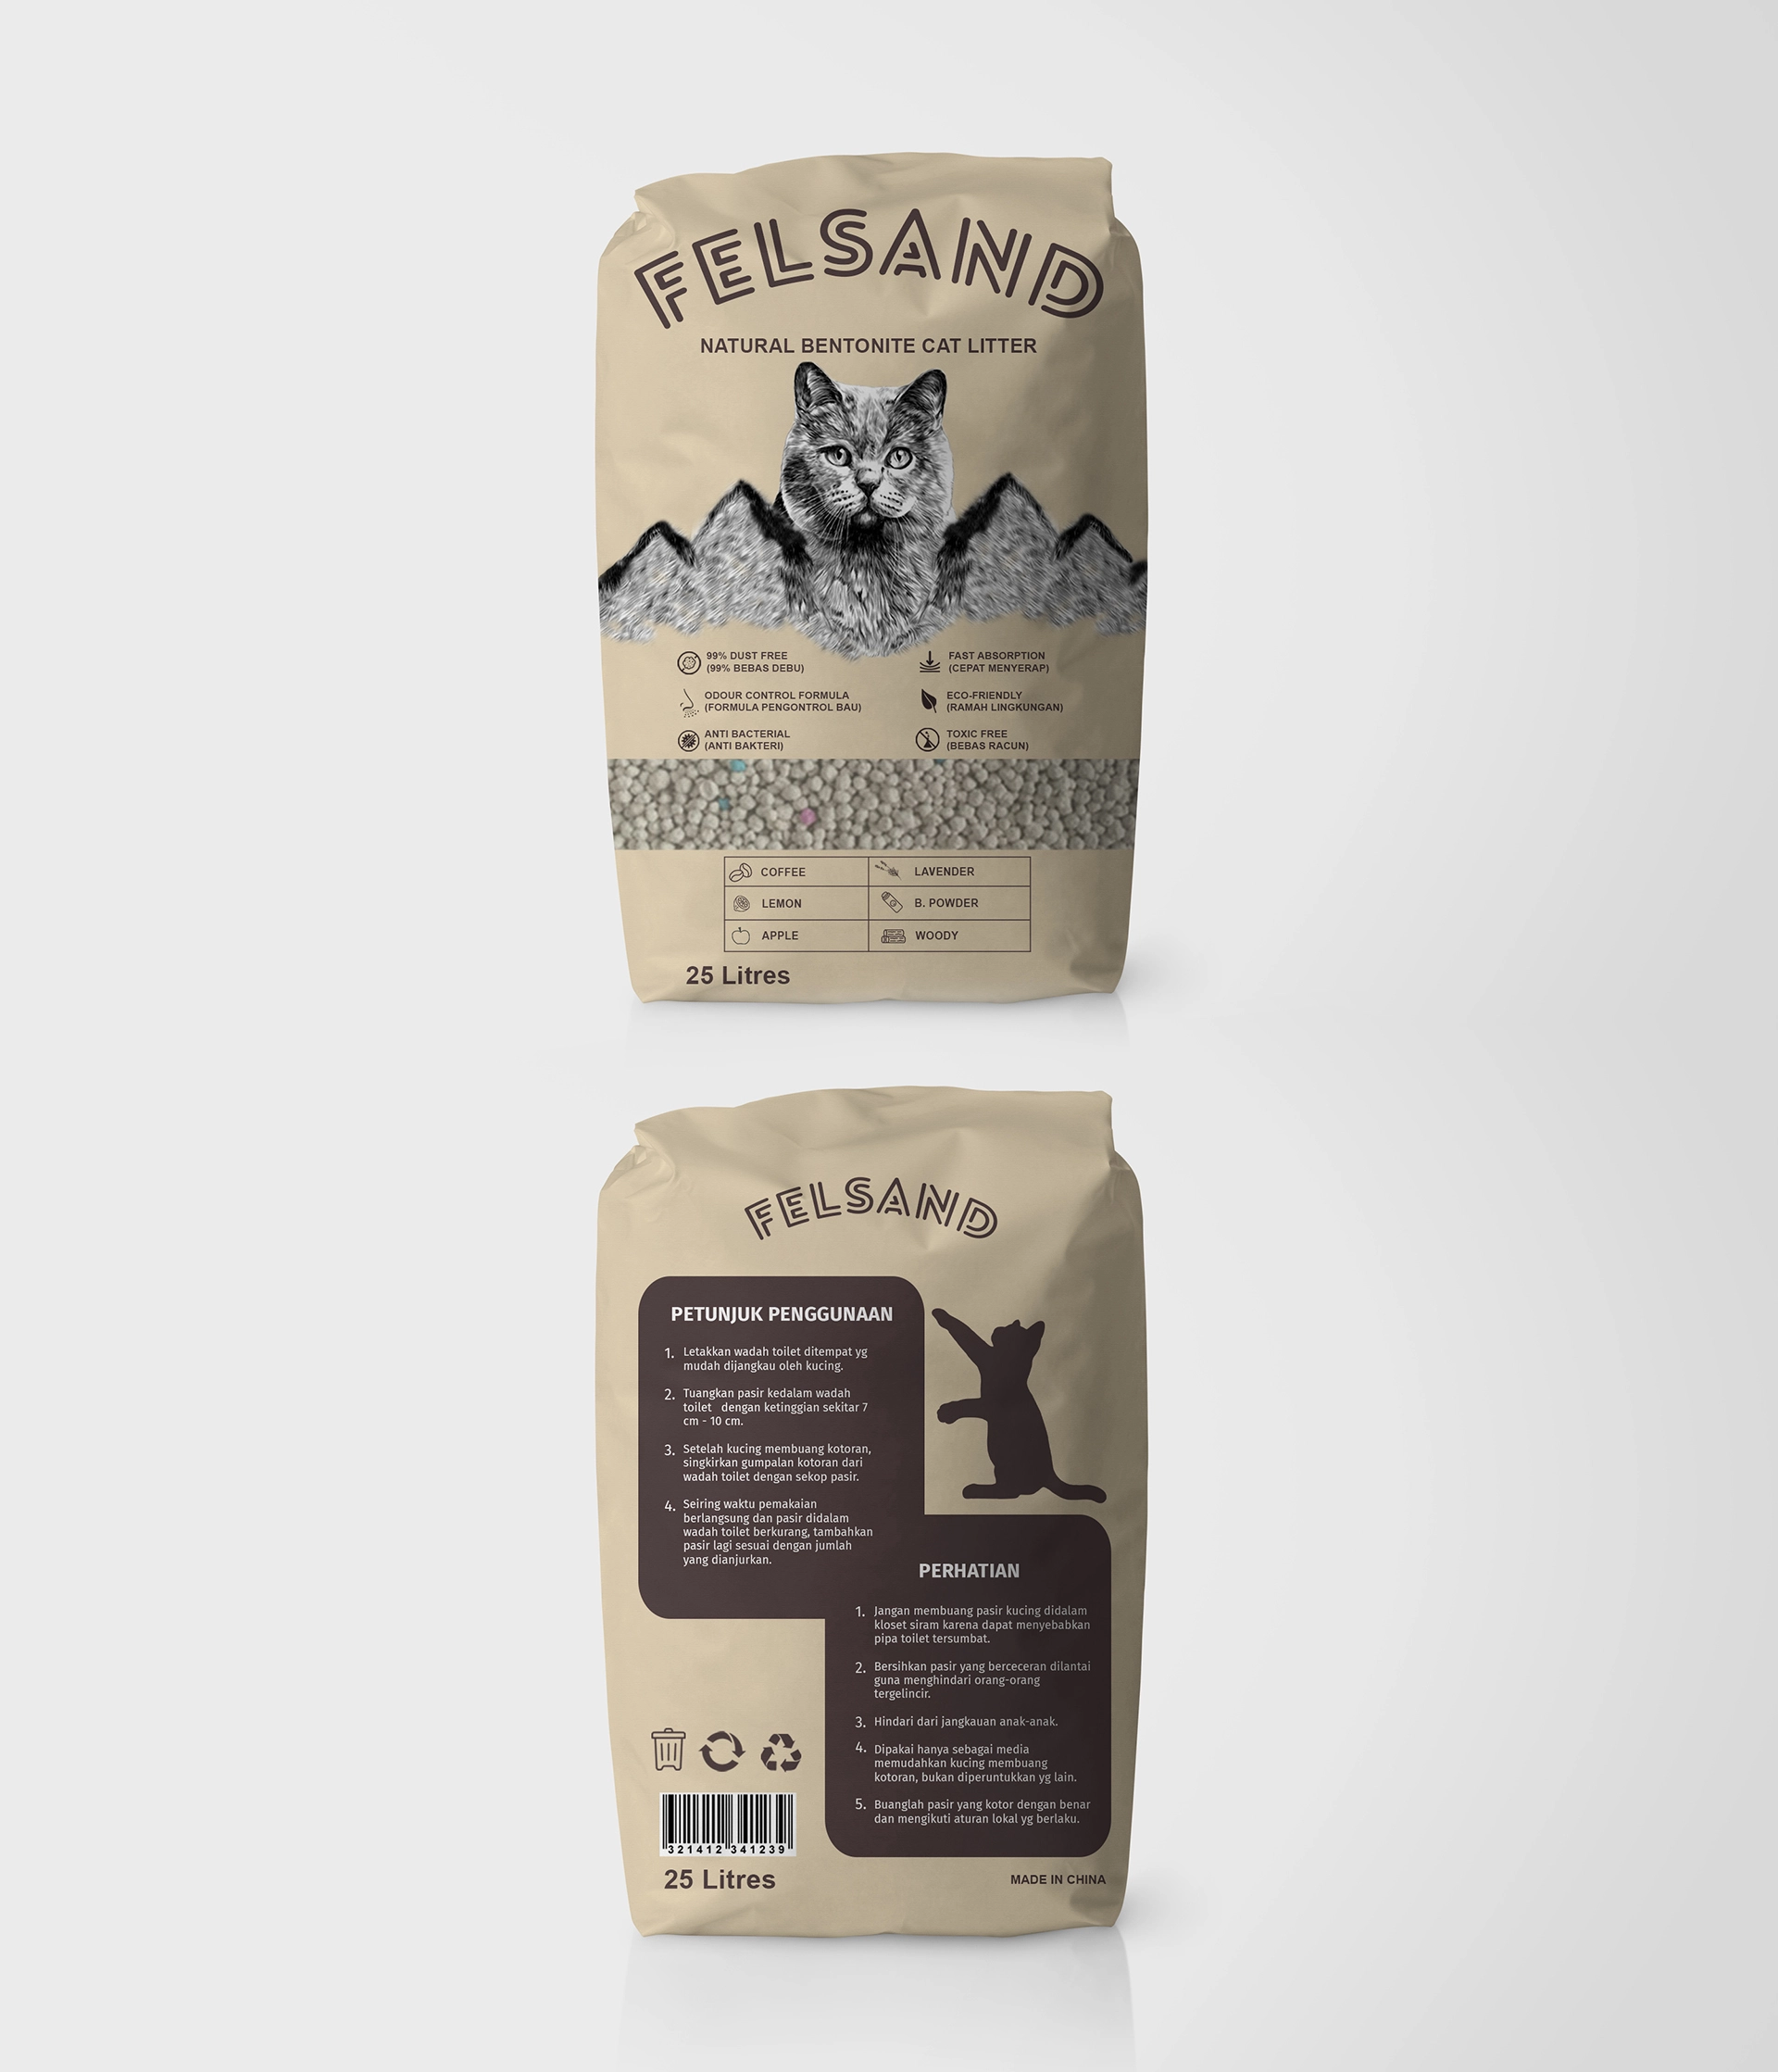 FELSAND
NATURAL BENTONITE CAT LITTER
99% DUST FREE
(99% BEBAS DEBU)
FAST ABSORPTION
(CEPAT MENYERAP)
ODOUR CONTROL FORMULA
(FORMULA PENGONTROL BAU)
ECO-FRIENDLY
(RAMAH LINGKUNGAN)
ANTI BACTERIAL
(ANTI BAKTERI)
TOXIC FREE
(BEBAS RACUN)
COFFEE
LAVENDER
LEMON
B. POWDER
APPLE
WOODY
25 Litres
FELSAND
PETUNJUK PENGGUNAAN
1. Letakkan wadah toilet ditempat yg
mudah dijangkau oleh kucing.
2. Tuangkan pasir kedalam wadah
toilet dengan ketinggian sekitar 7
cm - 10 cm.
3. Setelah kucing membuang kotoran,
singkirkan gumpalan kotoran dari
wadah toilet dengan sekop pasir.
4. Seiring waktu pemakaian
berlangsung dan pasir didalam
wadah toilet berkurang, tambahkan
pasir lagi sesuai dengan jumlah
yang dianjurkan.
PERHATIAN
1. Jangan membuang pasir kucing didalam
kloset siram karena dapat menyebabkan
pipa toilet tersumbat.
2. Bersihkan pasir yang berceceran dilantai
guna menghindari orang-orang
tergelincir.
3. Hindari dari jangkauan anak-anak.
4. Dipakai hanya sebagai media
memudahkan kucing membuang
kotoran, bukan diperuntukkan yg lain.
5. Buanglah pasir yang kotor dengan benar
dan mengikuti aturan lokal yg berlaku.
321412 341239
25 Litres
MADE IN CHINA